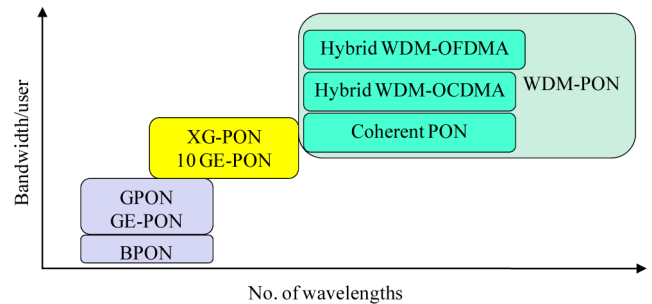 Hybrid WDM-OFDMA
Hybrid WDM-OCDMA
WDM-PON
Coherent PON
XG-PON
10 GE-PON
GPON
GE-PON
BPON
Bandwidth/user
No. of wavelengths